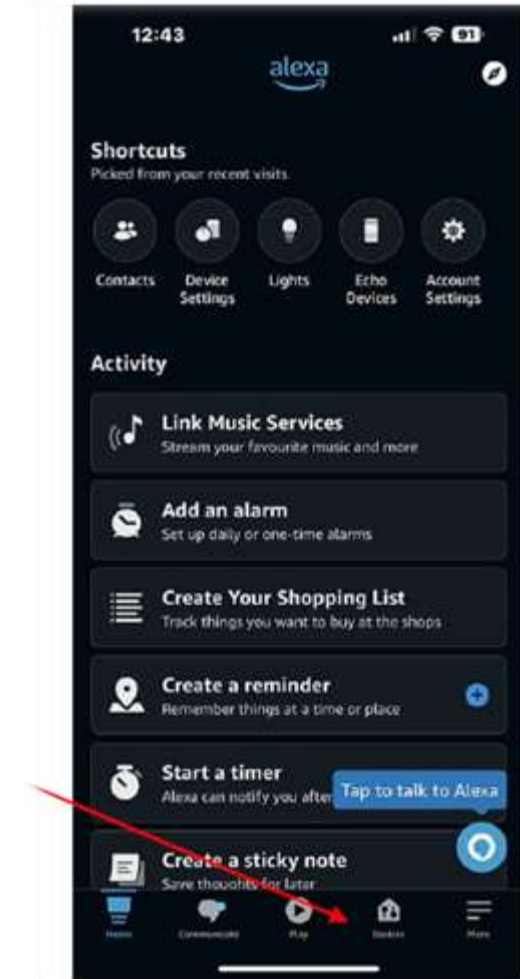 12:43
91
alexa
Shortcuts
Picked from your recent visits
Contacts
Device
Settings
Lights
Echo
Devices
Account
Settings
Activity
Link Music Services
Stream your favourite music and more
Add an alarm
Set up daily or one-time alarms
Create Your Shopping List
Track things you want to buy at the shops
Create a reminder
Remember things at a time or place
Start a timer
Alexa can notify you after
Tap to talk to Alexa
Create a sticky note
Save thoughts for later
Home
Communicate
Play
Devices
More